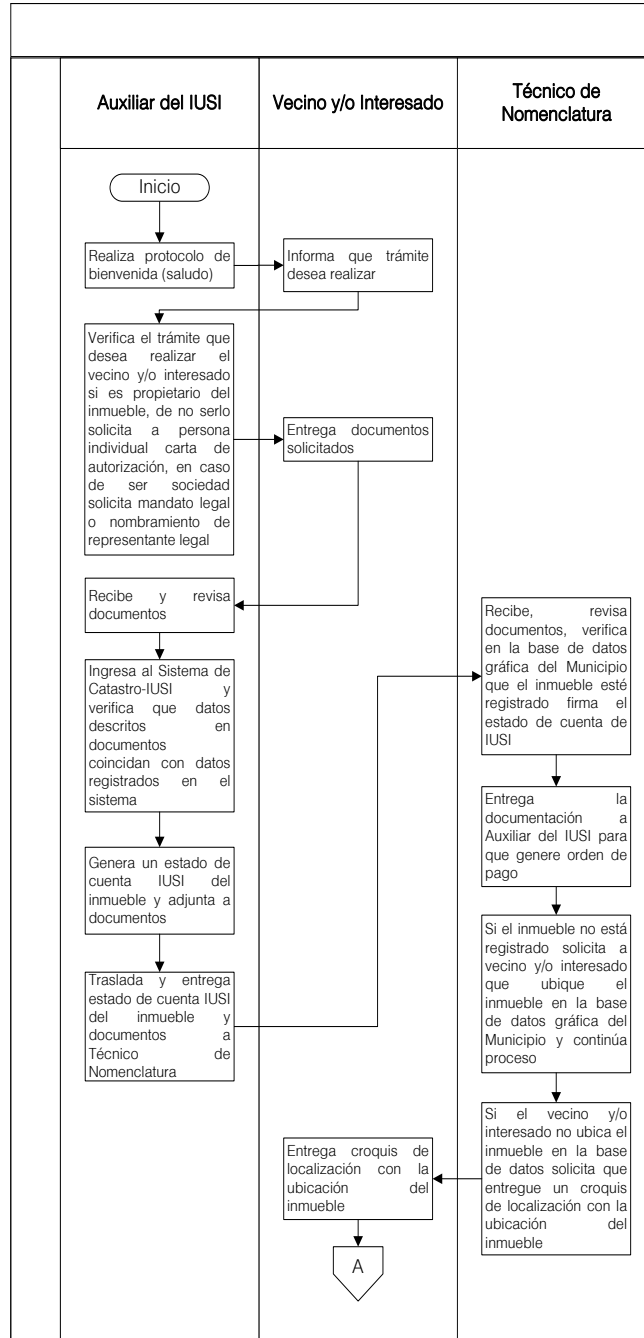 Auxiliar del IUSI
Vecino y/o Interesado
Técnico de
Nomenclatura
Inicio
Realiza protocolo de
bienvenida (saludo)
Informa que trámite
desea realizar
Verifica el trámite que
desea realizar el
vecino y/o interesado
si es propietario del
inmueble, de no serlo
solicita a persona
individual carta de
autorización, en caso
de ser sociedad
solicita mandato legal
o nombramiento de
representante legal
Entrega documentos
solicitados
Recibe y revisa
documentos
Ingresa al Sistema de
Catastro-IUSI y
verifica que datos
descritos en
documentos
coincidan con datos
registrados en el
sistema
Genera un estado de
cuenta IUSI del
inmueble y adjunta a
documentos
Traslada y entrega
estado de cuenta IUSI
del inmueble y
documentos a
Técnico de
Nomenclatura
Recibe, revisa
documentos, verifica
en la base de datos
gráfica del Municipio
que el inmueble esté
registrado firma el
estado de cuenta de
IUSI
Entrega la
documentación a
Auxiliar del IUSI para
que genere orden de
pago
Si el inmueble no está
registrado solicita a
vecino y/o interesado
que ubique el
inmueble en la base
de datos gráfica del
Municipio y continúa
proceso
Si el vecino y/o
interesado no ubica el
inmueble en la base
de datos solicita que
entregue un croquis
de localización con la
ubicación del
inmueble
Entrega croquis de
localización con la
ubicación del
inmueble
A